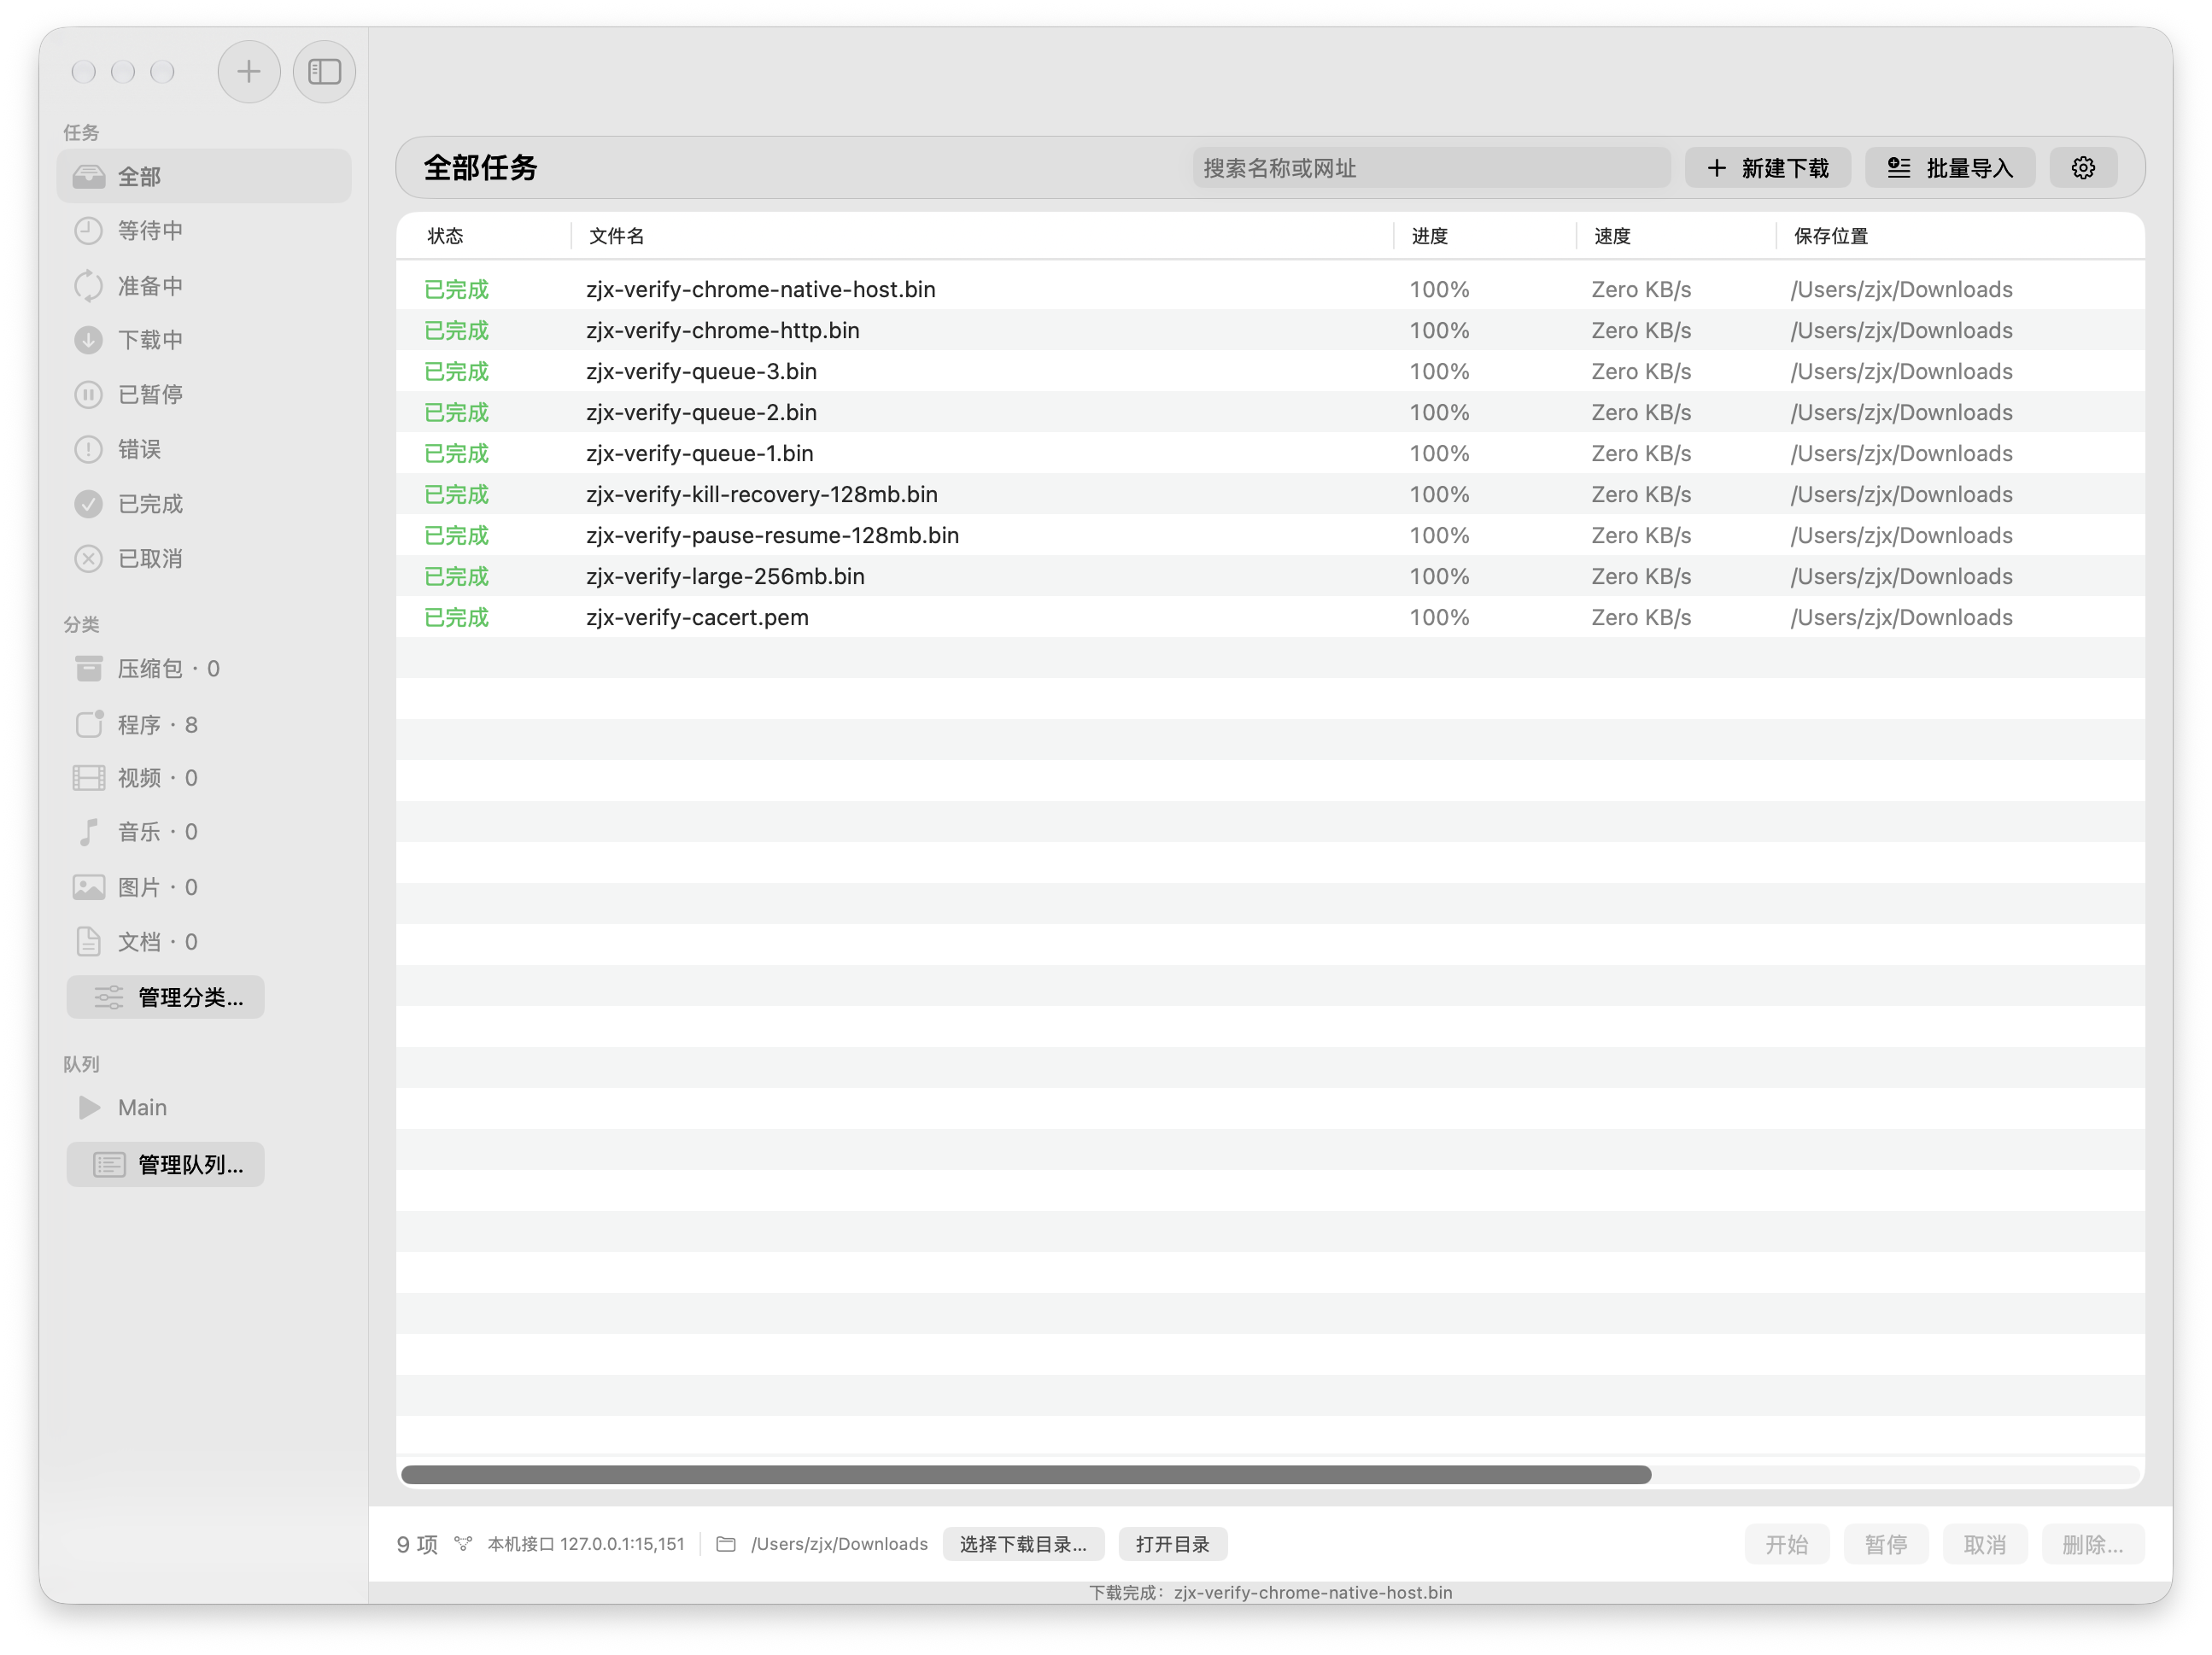 任务
全部
等待中
准备中
下载中
已暂停
错误
已完成
已取消
分类
压缩包 · 0
程序 · 8
视频 · 0
音乐 · 0
图片 · 0
文档 · 0
管理分类...
队列
Main
管理队列...
全部任务 搜索名称或网址 新建下载 批量导入
状态 文件名 进度 速度 保存位置
已完成 zjx-verify-chrome-native-host.bin 100% Zero KB/s /Users/zjx/Downloads
已完成 zjx-verify-chrome-http.bin 100% Zero KB/s /Users/zjx/Downloads
已完成 zjx-verify-queue-3.bin 100% Zero KB/s /Users/zjx/Downloads
已完成 zjx-verify-queue-2.bin 100% Zero KB/s /Users/zjx/Downloads
已完成 zjx-verify-queue-1.bin 100% Zero KB/s /Users/zjx/Downloads
已完成 zjx-verify-kill-recovery-128mb.bin 100% Zero KB/s /Users/zjx/Downloads
已完成 zjx-verify-pause-resume-128mb.bin 100% Zero KB/s /Users/zjx/Downloads
已完成 zjx-verify-large-256mb.bin 100% Zero KB/s /Users/zjx/Downloads
已完成 zjx-verify-cacert.pem 100% Zero KB/s /Users/zjx/Downloads
9 项 本机接口 127.0.0.1:15,151 /Users/zjx/Downloads 选择下载目录... 打开目录 开始 暂停 取消 删除...
下载完成：zjx-verify-chrome-native-host.bin